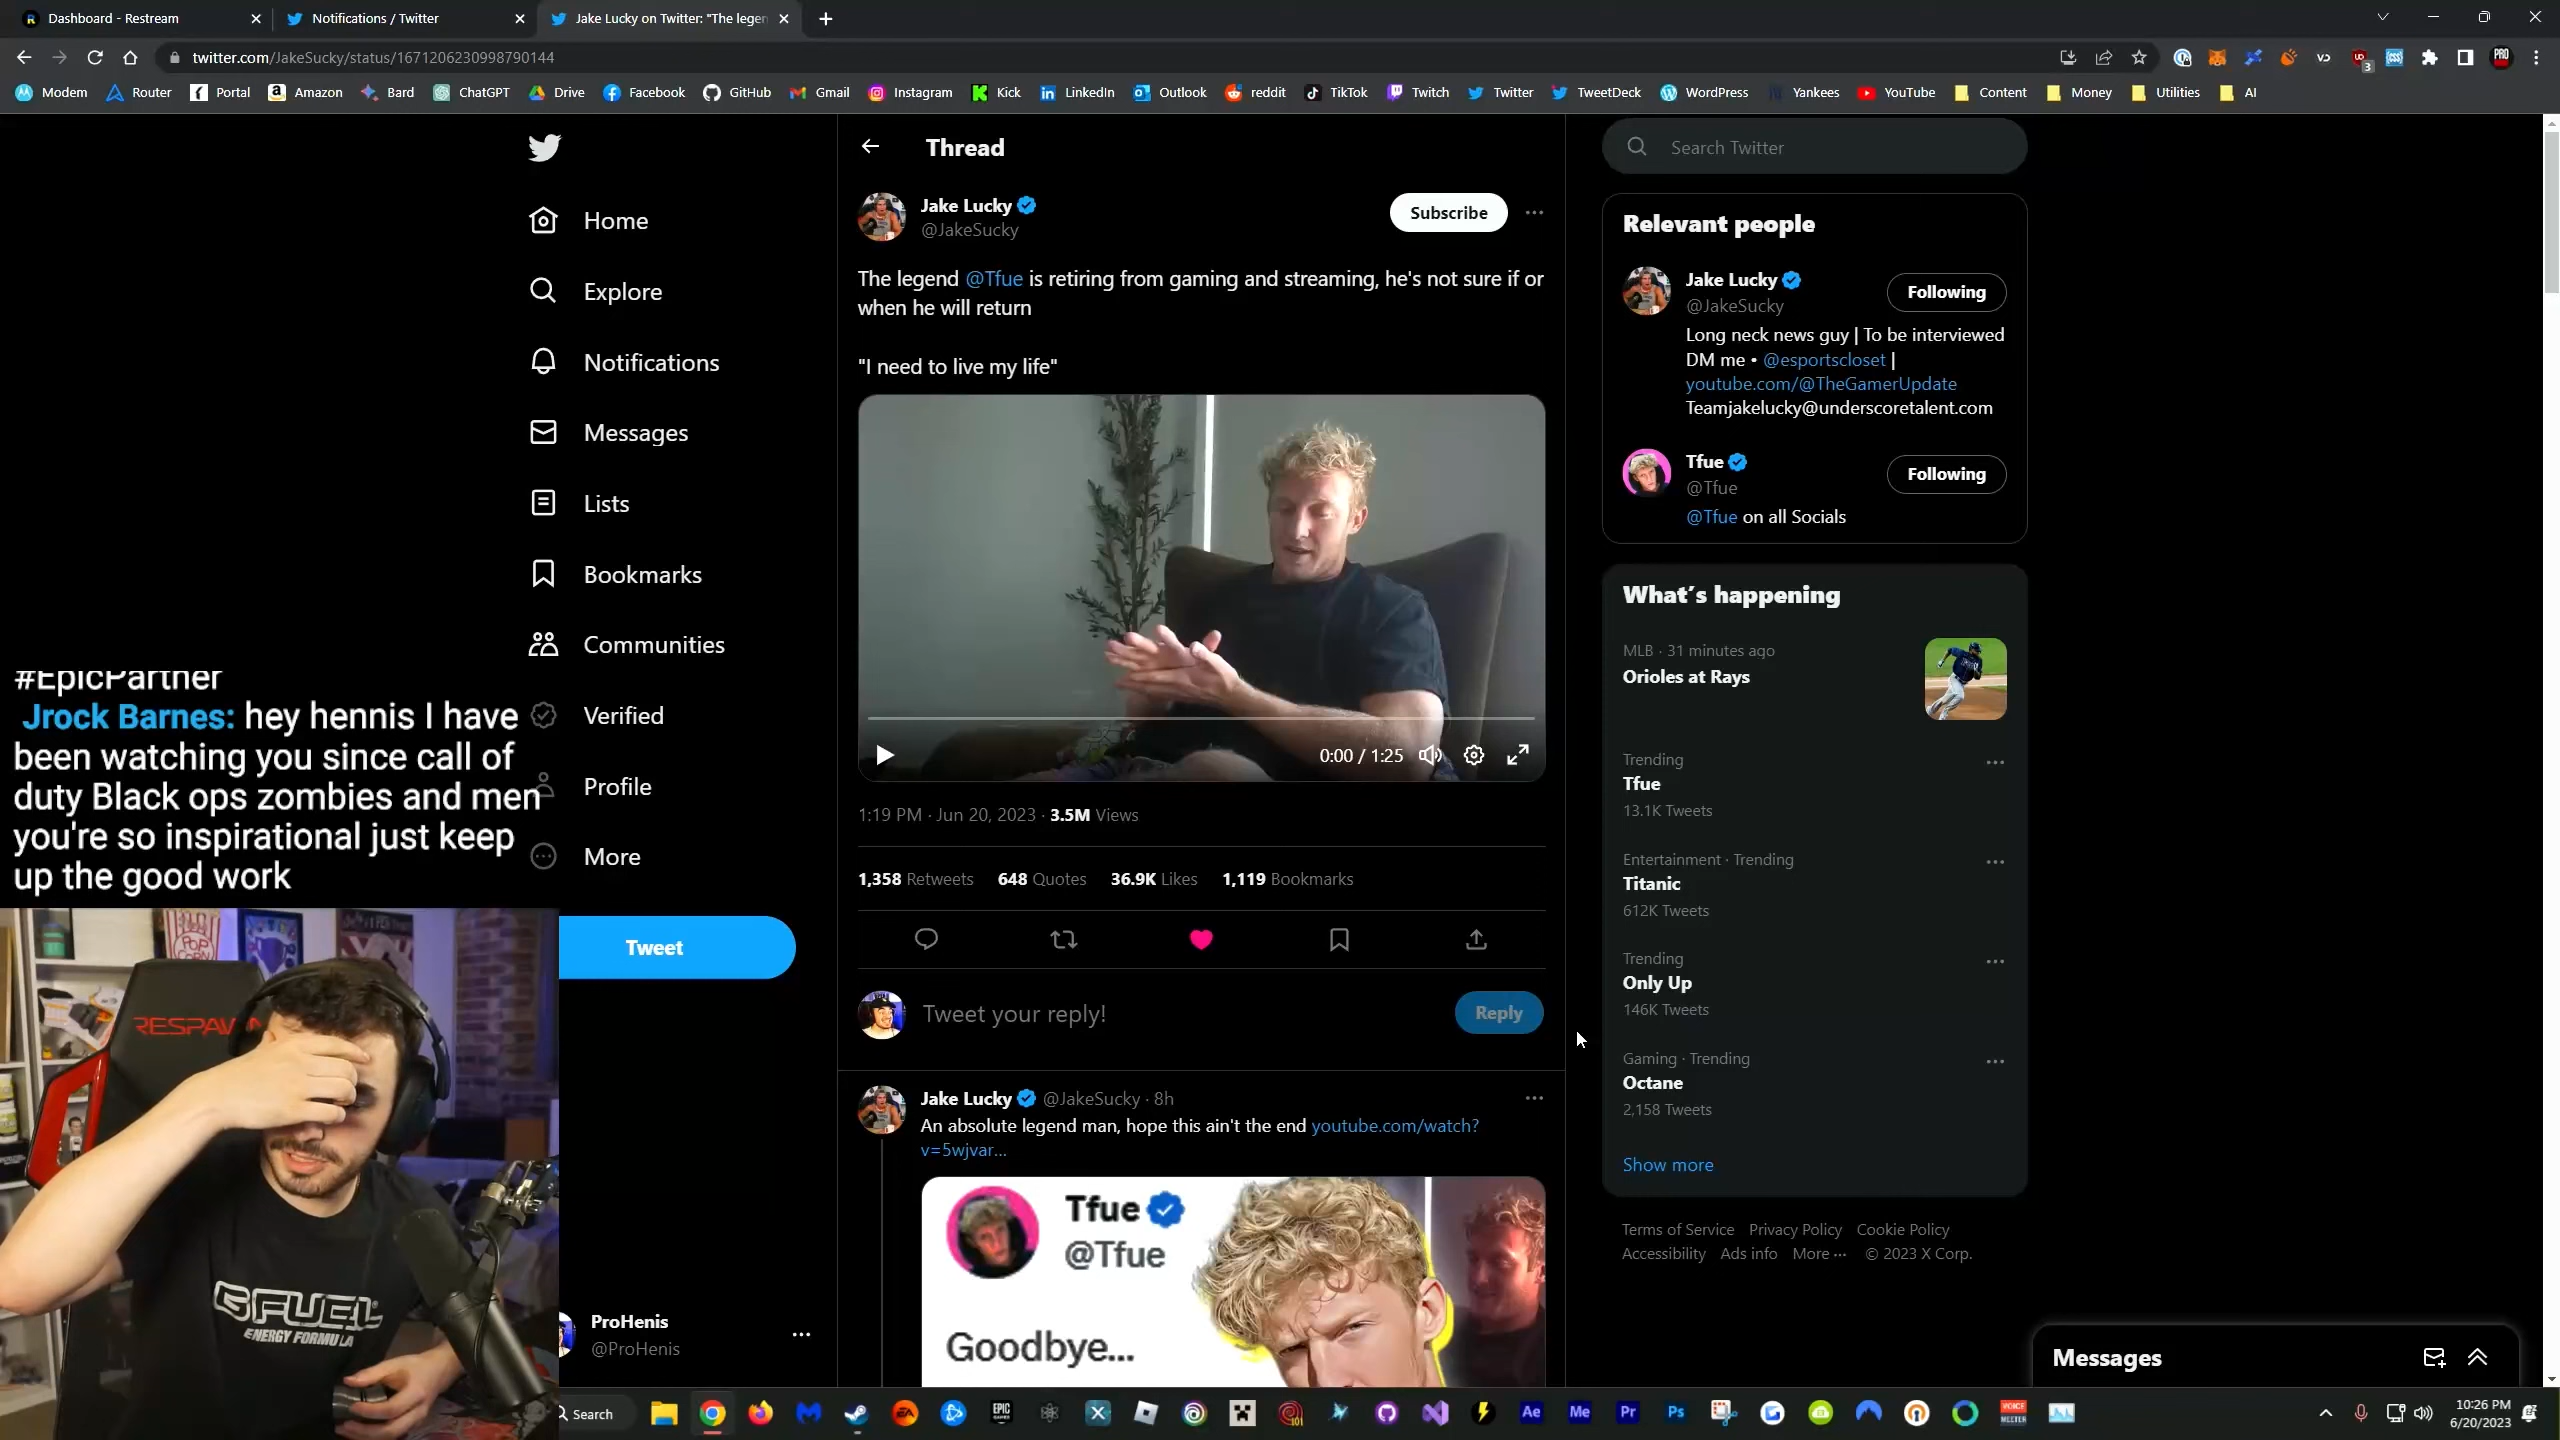 Dashboard - Restream
Notifications / Twitter
Jake Lucky on Twitter: "The legen
twitter.com/JakeSucky/status/1671206230998790144
Modem Router Portal Amazon Bard ChatGPT Drive Facebook GitHub Gmail Instagram Kick LinkedIn Outlook reddit TikTok Twitch Twitter TweetDeck WordPress Yankees YouTube Content Money Utilities AI
Home
Explore
Notifications
Messages
Lists
Bookmarks
Communities
Verified
Profile
More
Tweet
ProHenis
@ProHenis
#EpicPartner
Jrock Barnes: hey hennis I have
been watching you since call of
duty Black ops zombies and men
you're so inspirational just keep
up the good work
RESPAW
GFUEL
ENERGY FORMULA
Thread
Jake Lucky
@JakeSucky
Subscribe
The legend @Tfue is retiring from gaming and streaming, he's not sure if or
when he will return
"I need to live my life"
0:00 / 1:25
1:19 PM · Jun 20, 2023 · 3.5M Views
1,358 Retweets 648 Quotes 36.9K Likes 1,119 Bookmarks
Tweet your reply!
Reply
Jake Lucky @JakeSucky · 8h
An absolute legend man, hope this ain't the end youtube.com/watch?
v=5wjvar...
Tfue
@Tfue
Goodbye...
Search Twitter
Relevant people
Jake Lucky
@JakeSucky
Following
Long neck news guy | To be interviewed
DM me • @esportscloset |
youtube.com/@TheGamerUpdate
Teamjakelucky@underscoretalent.com
Tfue
@Tfue
Following
@Tfue on all Socials
What's happening
MLB · 31 minutes ago
Orioles at Rays
Trending
Tfue
13.1K Tweets
Entertainment · Trending
Titanic
612K Tweets
Trending
Only Up
146K Tweets
Gaming · Trending
Octane
2,158 Tweets
Show more
Terms of Service Privacy Policy Cookie Policy
Accessibility Ads info More ··· © 2023 X Corp.
Messages
Search
10:26 PM
6/20/2023